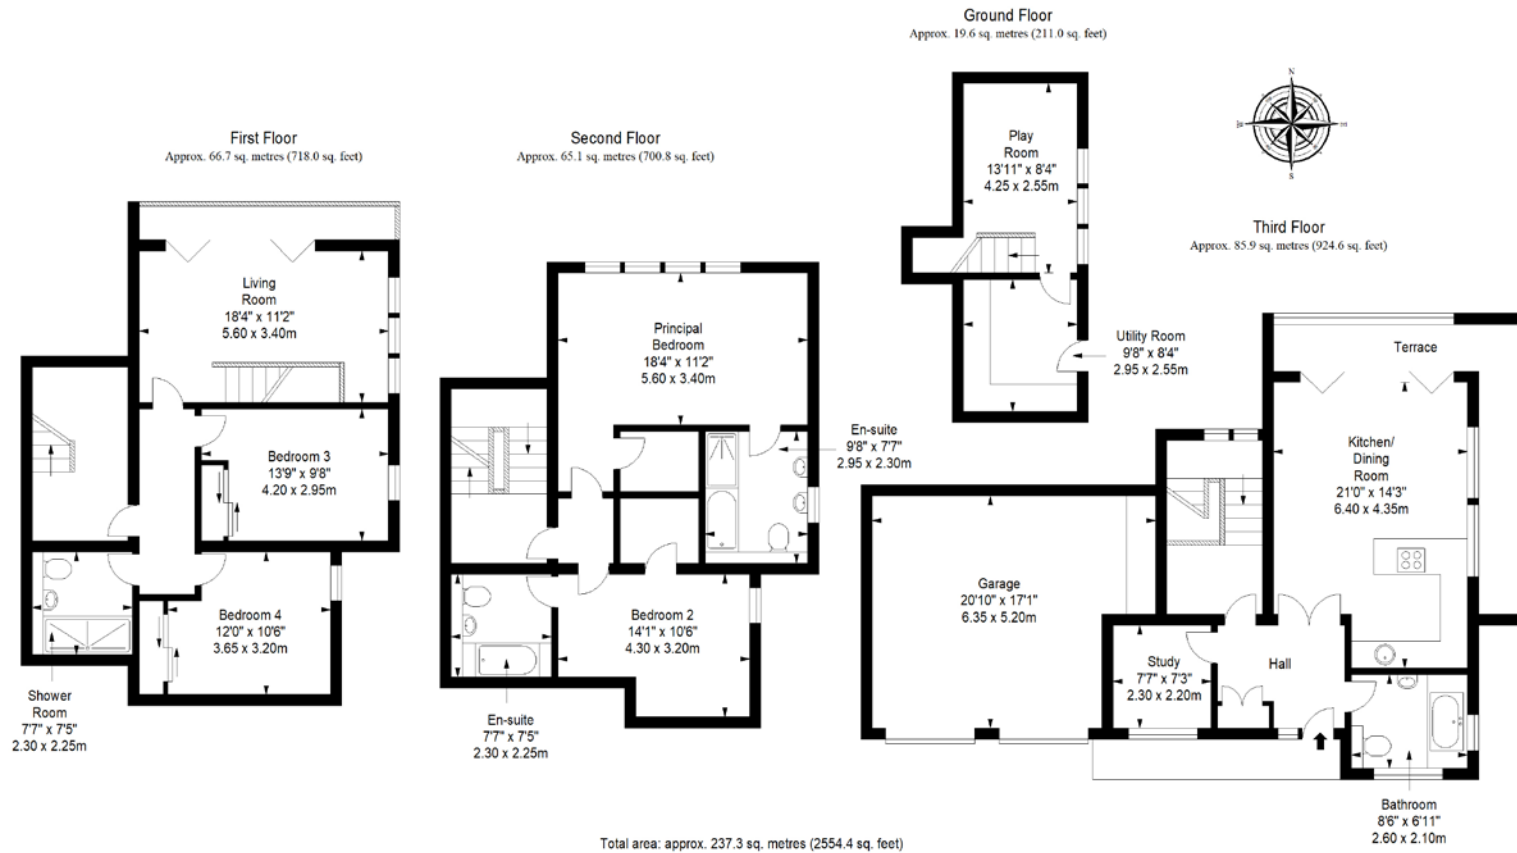 Ground Floor
Approx. 19.6 sq. metres (211.0 sq. feet)
Play
Room
13'11" x 8'4"
4.25 x 2.55m
Utility Room
9'8" x 8'4"
2.95 x 2.55m
N
S
First Floor
Approx. 66.7 sq. metres (718.0 sq. feet)
Living
Room
18'4" x 11'2"
5.60 x 3.40m
Bedroom 3
13'9" x 9'8"
4.20 x 2.95m
Bedroom 4
12'0" x 10'6"
3.65 x 3.20m
Shower
Room
7'7" x 7'5"
2.30 x 2.25m
Second Floor
Approx. 65.1 sq. metres (700.8 sq. feet)
Principal
Bedroom
18'4" x 11'2"
5.60 x 3.40m
En-suite
9'8" x 7'7"
2.95 x 2.30m
Bedroom 2
14'1" x 10'6"
4.30 x 3.20m
En-suite
7'7" x 7'5"
2.30 x 2.25m
Third Floor
Approx. 85.9 sq. metres (924.6 sq. feet)
Terrace
Kitchen/
Dining
Room
21'0" x 14'3"
6.40 x 4.35m
Garage
20'10" x 17'1"
6.35 x 5.20m
Study
7'7" x 7'3"
2.30 x 2.20m
Hall
Bathroom
8'6" x 6'11"
2.60 x 2.10m
Total area: approx. 237.3 sq. metres (2554.4 sq. feet)